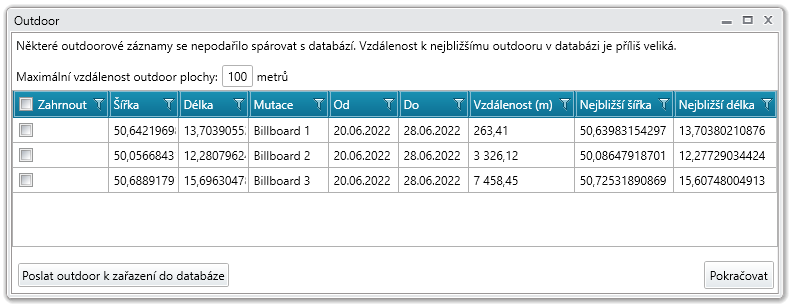 Outdoor
Některé outdoorové záznamy se nepodařilo spárovat s databází. Vzdálenost k nejbližšímu outdooru v databázi je příliš veliká.
Maximální vzdálenost outdoor plochy: 100 metrů
Zahrnout Šířka Délka Mutace Od Do Vzdálenost (m) Nejbližší šířka Nejbližší délka
50,6421969 13,7039055 Billboard 1 20.06.2022 28.06.2022 263,41 50,63983154297 13,70380210876
50,0566843 12,2807962 Billboard 2 20.06.2022 28.06.2022 3 326,12 50,08647918701 12,27729034424
50,6889179 15,6963047 Billboard 3 20.06.2022 28.06.2022 7 458,45 50,72531890869 15,60748004913
Poslat outdoor k zařazení do databáze Pokračovat